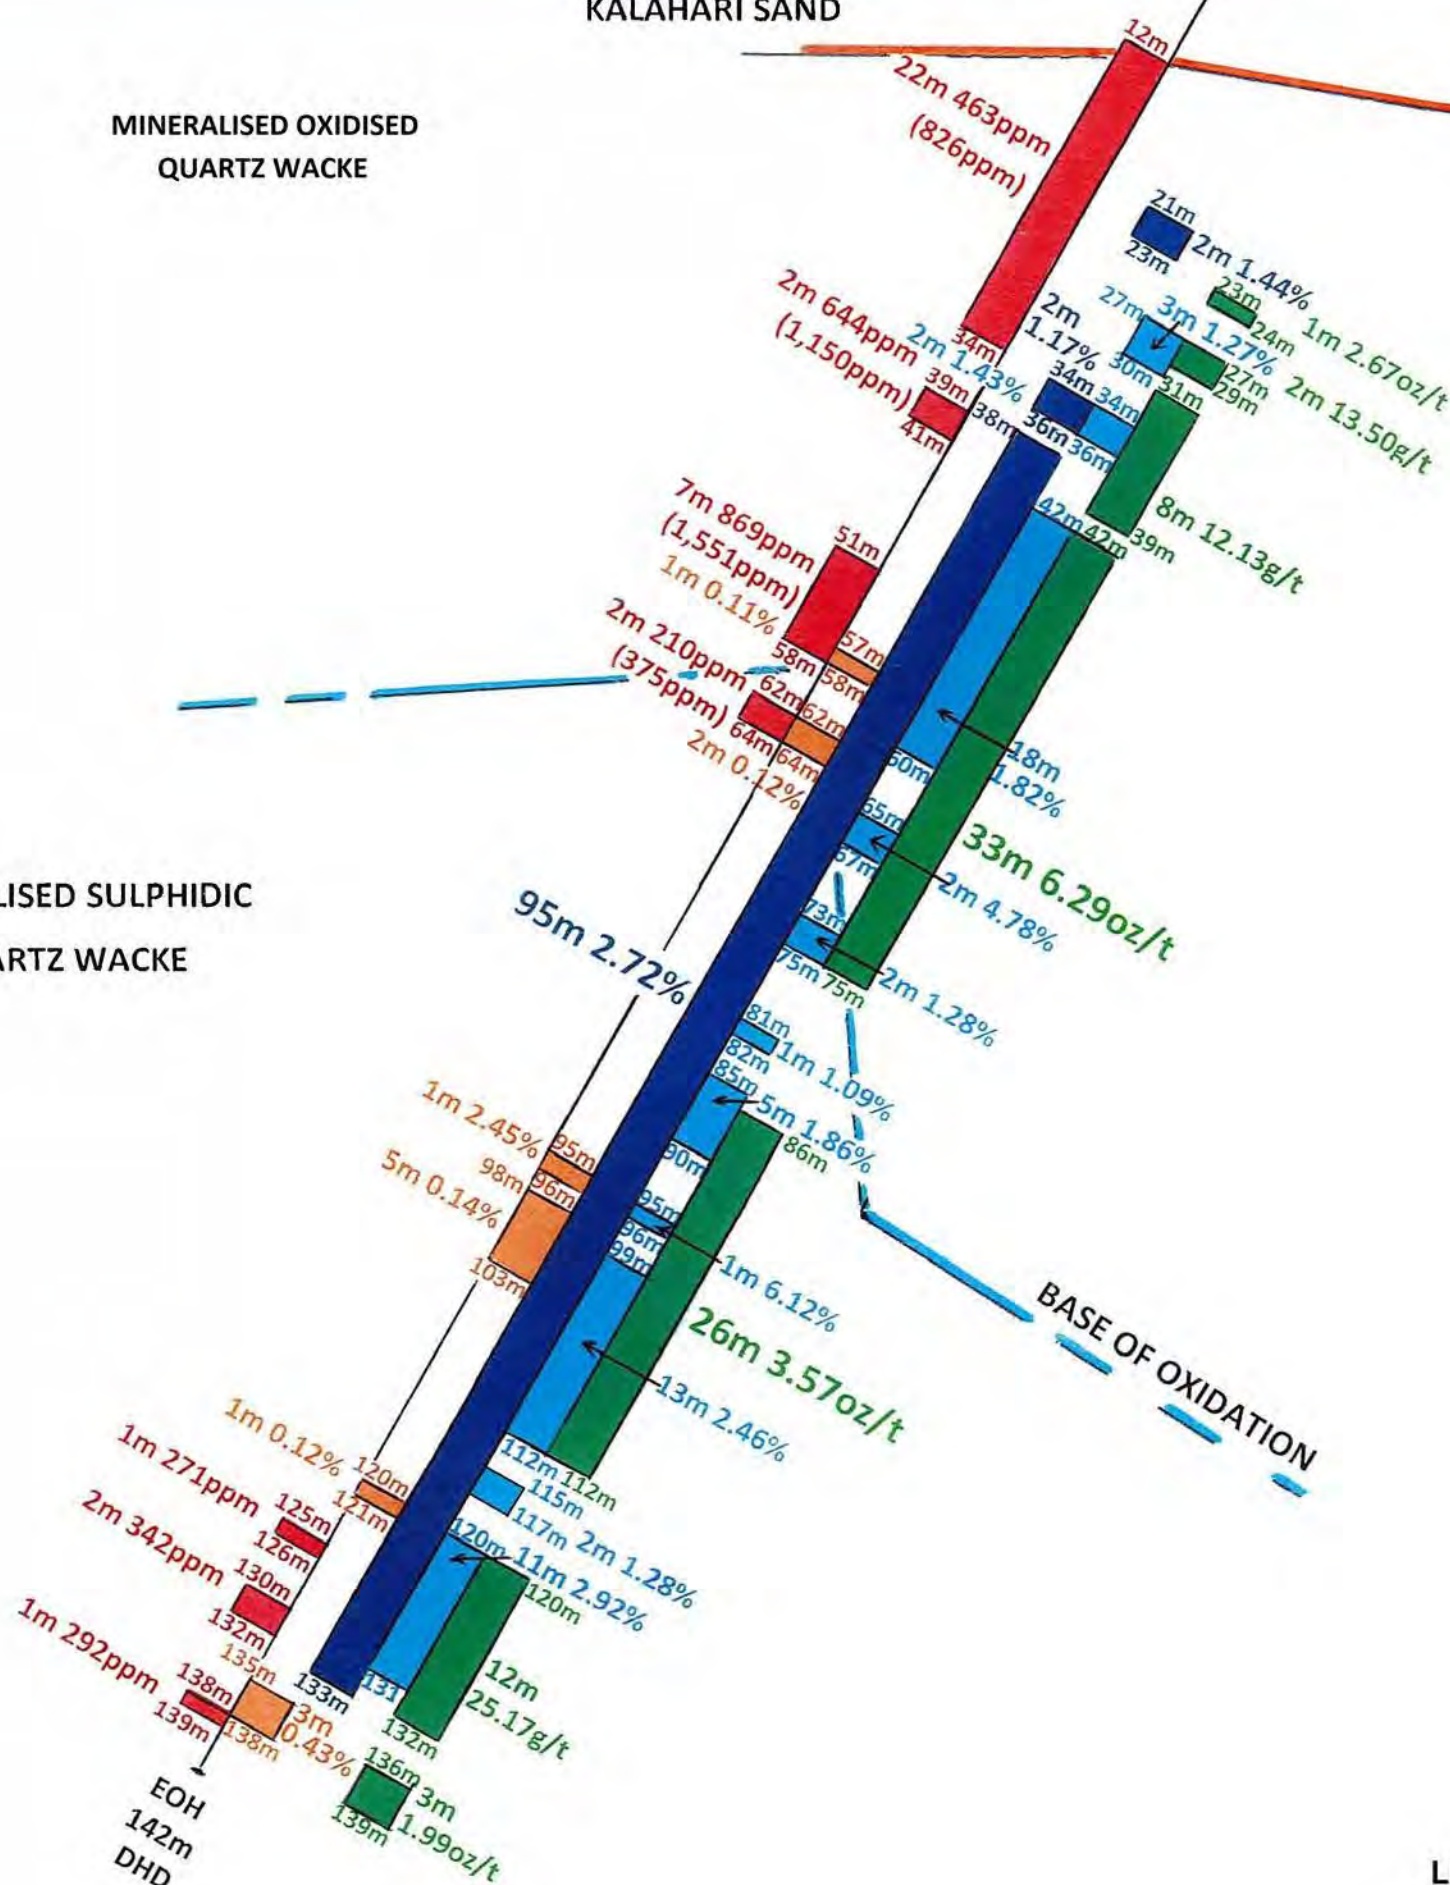 KALAHARI SAND
12m
22m 463ppm
(826ppm)
MINERALISED OXIDISED
QUARTZ WACKE
21m
23m
2m 1.44%
23m
24m
1m 2.67oz/t
27m
3m 1.27%
30m
27m
29m
2m 13.50g/t
34m
2m
1.17%
2m 644ppm
(1,150ppm)
2m 1.43%
39m
41m
38m
34m
36m
34m
36m
31m
39m
8m 12.13g/t
42m
42m
7m 869ppm
(1,551ppm)
51m
58m
1m 0.11%
57m
58m
2m 210ppm
(375ppm)
62m
64m
62m
64m
2m 0.12%
60m
18m
1.82%
65m
67m
2m 4.78%
33m 6.29oz/t
LISED SULPHIDIC
ARTZ WACKE
95m 2.72%
73m
75m
75m
2m 1.28%
81m
82m
1m 1.09%
85m
5m 1.86%
90m
86m
1m 2.45%
95m
96m
5m 0.14%
98m
103m
95m
96m
99m
1m 6.12%
BASE OF OXIDATION
26m 3.57oz/t
13m 2.46%
112m
112m
1m 0.12%
120m
121m
115m
117m
2m 1.28%
1m 271ppm
125m
126m
120m
11m 2.92%
120m
2m 342ppm
130m
132m
1m 292ppm
138m
139m
135m
138m
3m
0.43%
133m
131
132m
12m
25.17g/t
136m
139m
3m
1.99oz/t
EOH
142m
DHD
L